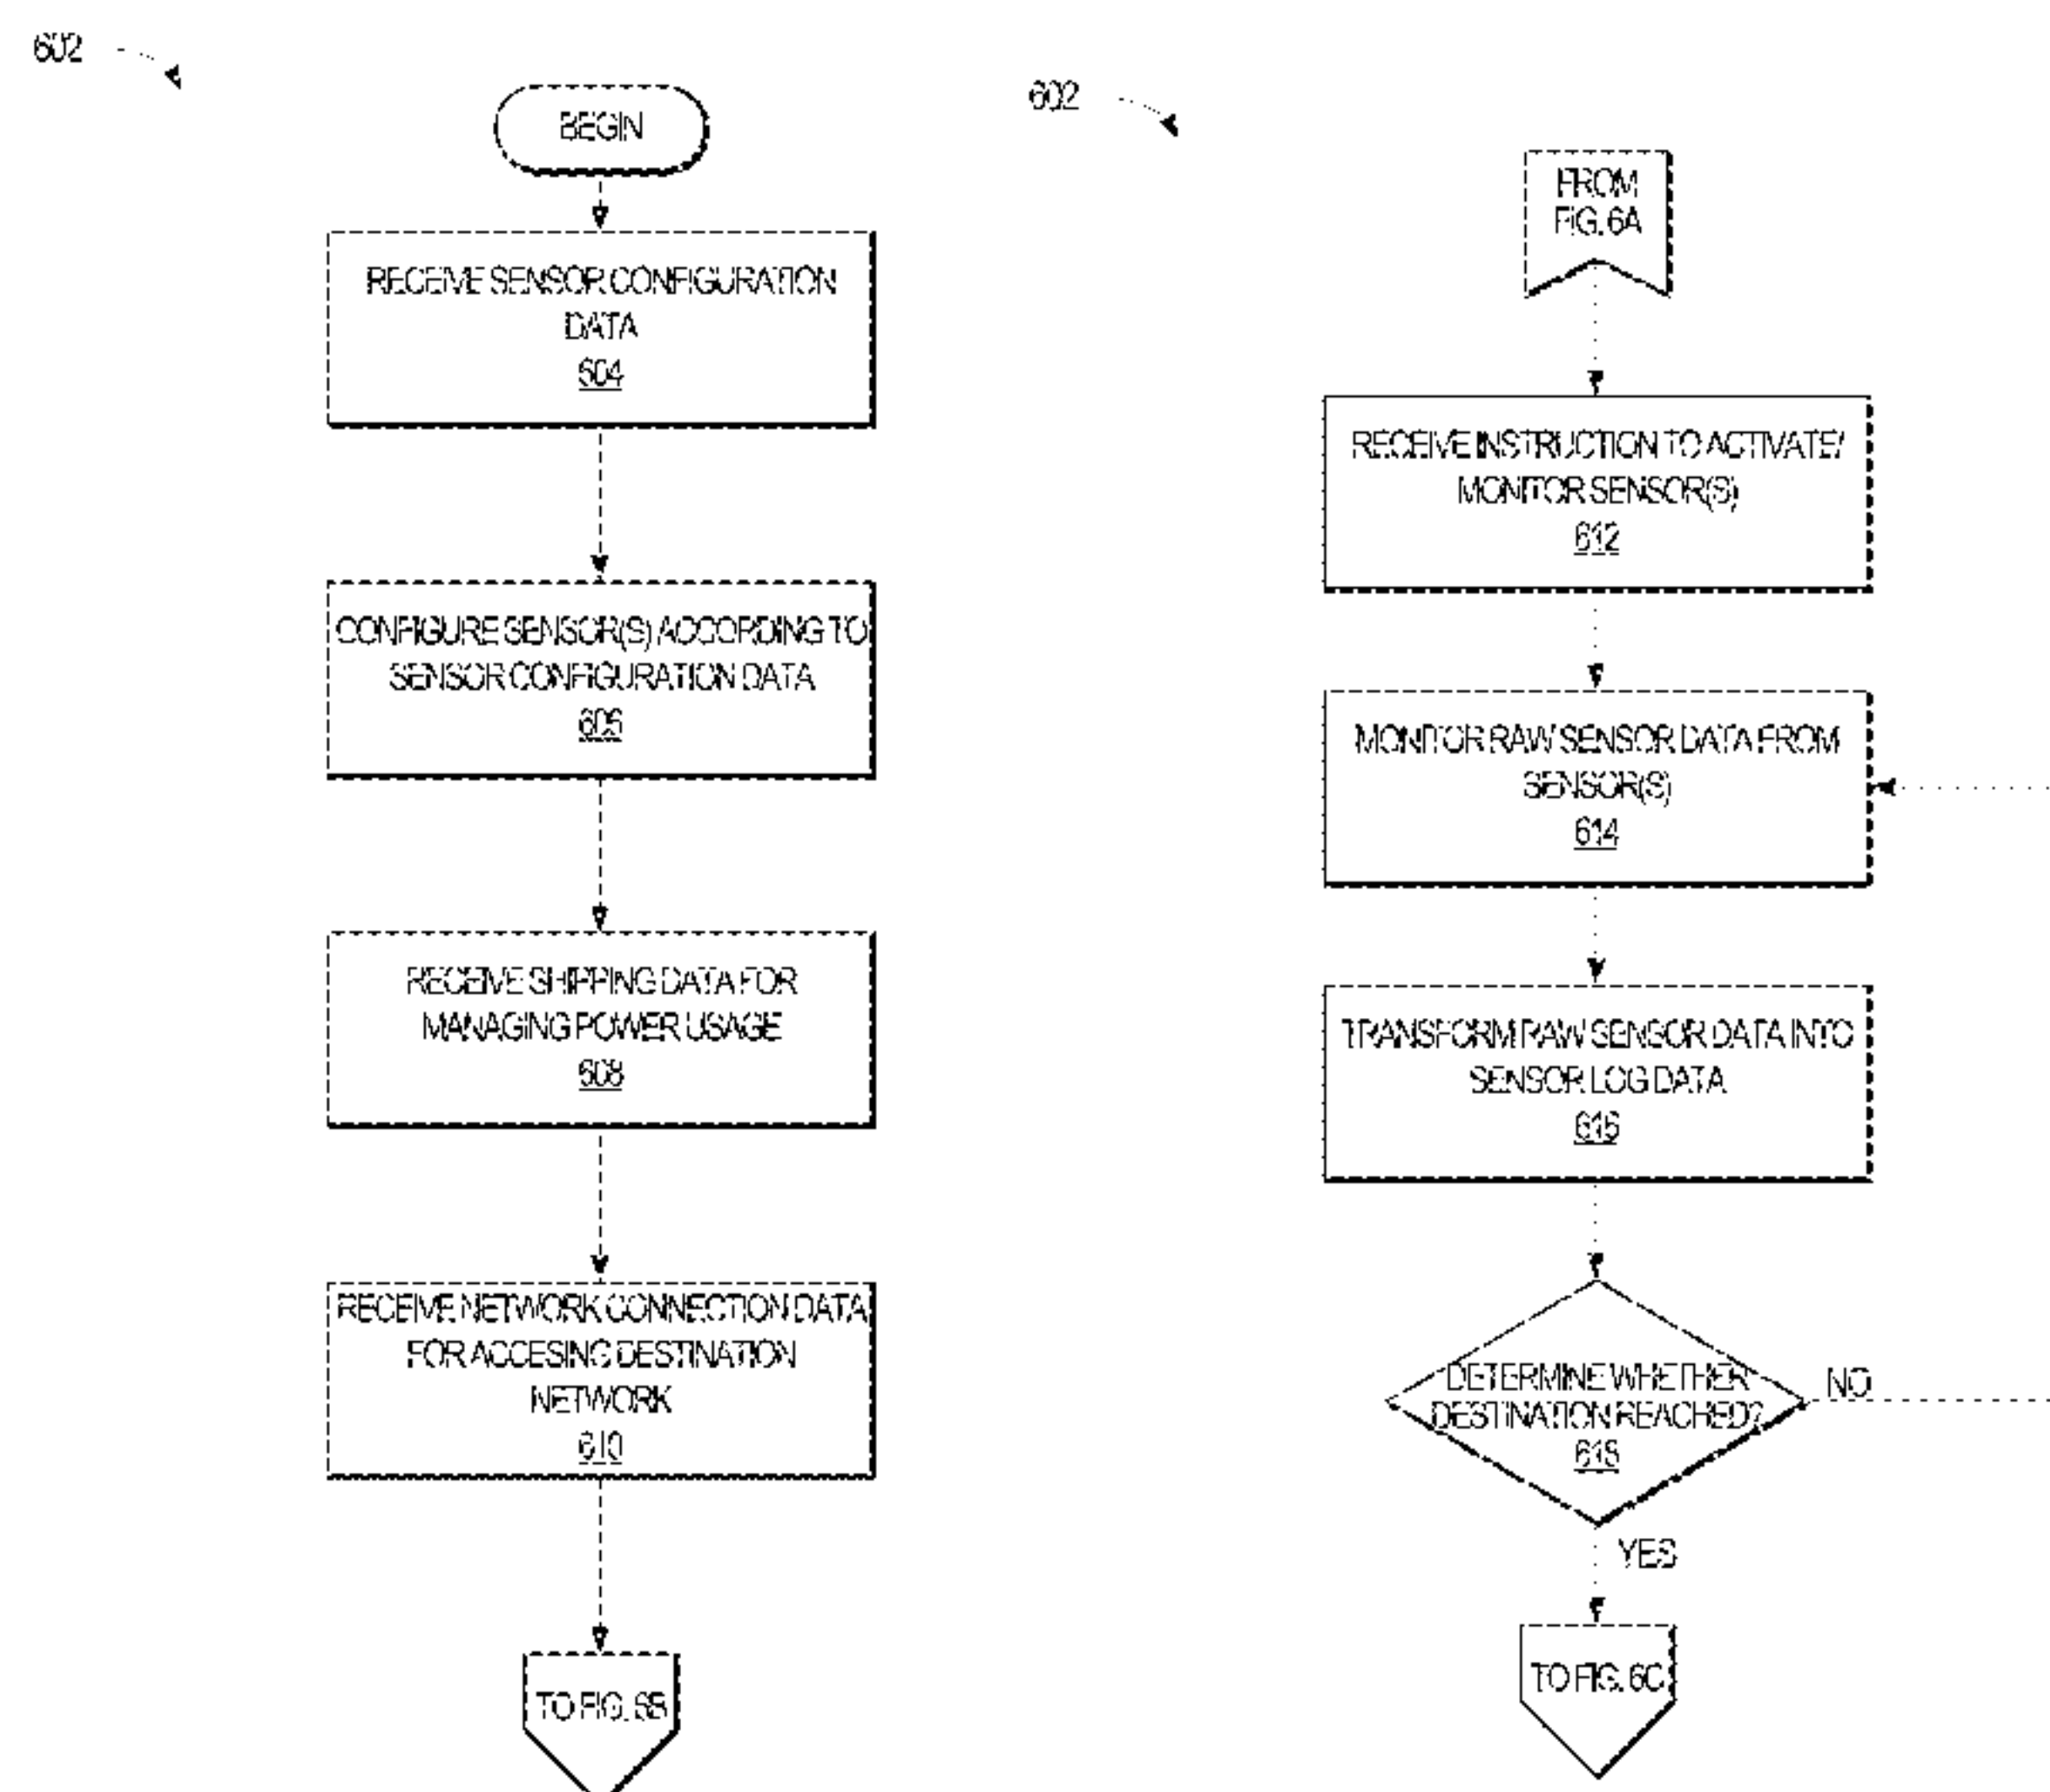 602
BEGIN
RECEIVE SENSOR CONFIGURATION
DATA
604
CONFIGURE SENSOR(S) ACCORDING TO
SENSOR CONFIGURATION DATA
606
RECEIVE SHIPPING DATA FOR
MANAGING POWER USAGE
608
RECEIVE NETWORK CONNECTION DATA
FOR ACCESING DESTINATION
NETWORK
610
TO FIG. 6B
602
FROM
FIG. 6A
RECEIVE INSTRUCTION TO ACTIVATE/
MONITOR SENSOR(S)
612
MONITOR RAW SENSOR DATA FROM
SENSOR(S)
614
TRANSFORM RAW SENSOR DATA INTO
SENSOR LOG DATA
616
DETERMINE WHETHER
DESTINATION REACHED?
618
NO
YES
TO FIG. 6C